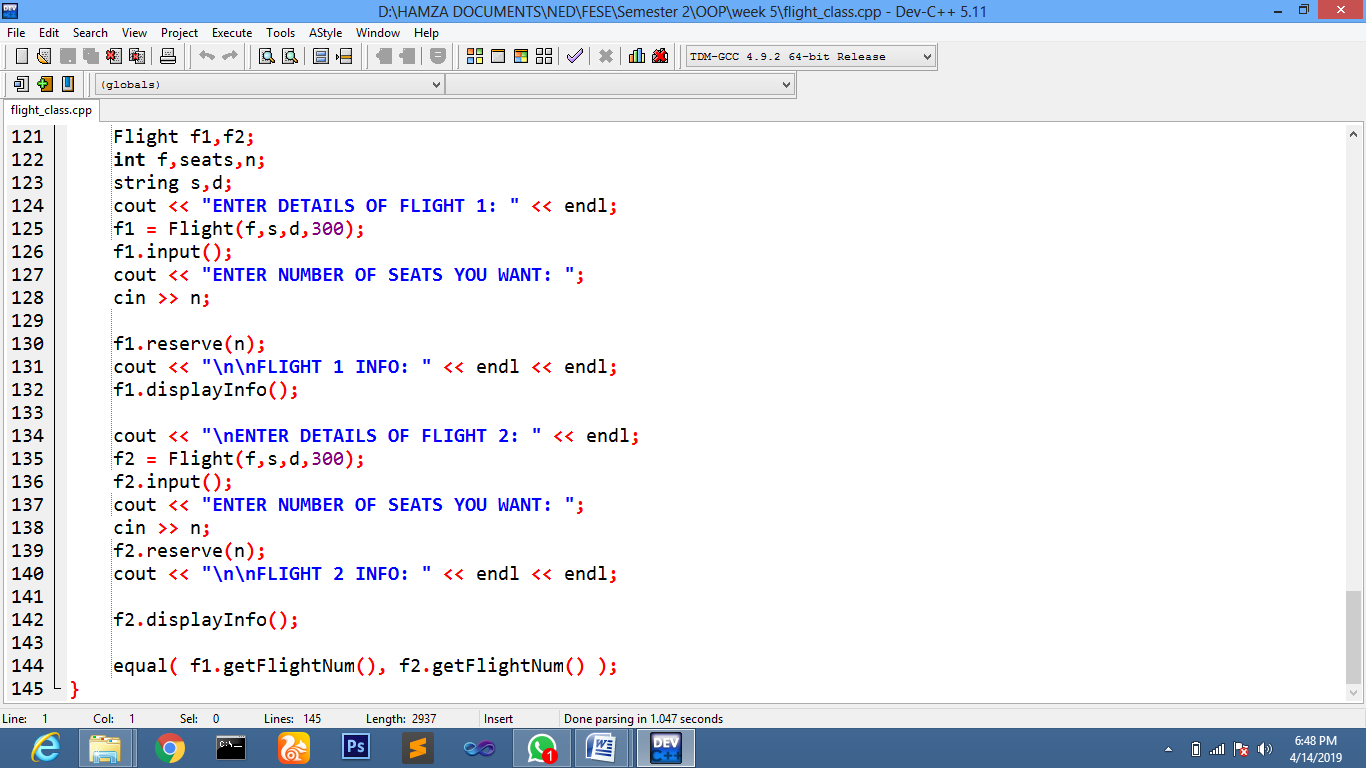 D:\HAMZA DOCUMENTS\NED\FESE\Semester 2\OOP\week 5\flight_class.cpp - Dev-C++ 5.11
File Edit Search View Project Execute Tools AStyle Window Help
TDM-GCC 4.9.2 64-bit Release
(globals)
flight_class.cpp
121 Flight f1,f2;
122 int f,seats,n;
123 string s,d;
124 cout << "ENTER DETAILS OF FLIGHT 1: " << endl;
125 f1 = Flight(f,s,d,300);
126 f1.input();
127 cout << "ENTER NUMBER OF SEATS YOU WANT: ";
128 cin >> n;
129
130 f1.reserve(n);
131 cout << "\n\nFLIGHT 1 INFO: " << endl << endl;
132 f1.displayInfo();
133
134 cout << "\nENTER DETAILS OF FLIGHT 2: " << endl;
135 f2 = Flight(f,s,d,300);
136 f2.input();
137 cout << "ENTER NUMBER OF SEATS YOU WANT: ";
138 cin >> n;
139 f2.reserve(n);
140 cout << "\n\nFLIGHT 2 INFO: " << endl << endl;
141
142 f2.displayInfo();
143
144 equal( f1.getFlightNum(), f2.getFlightNum() );
145 }
Line: 1 Col: 1 Sel: 0 Lines: 145 Length: 2937 Insert Done parsing in 1.047 seconds
C:\_
Ps
1
W
DEV C++
6:48 PM
4/14/2019